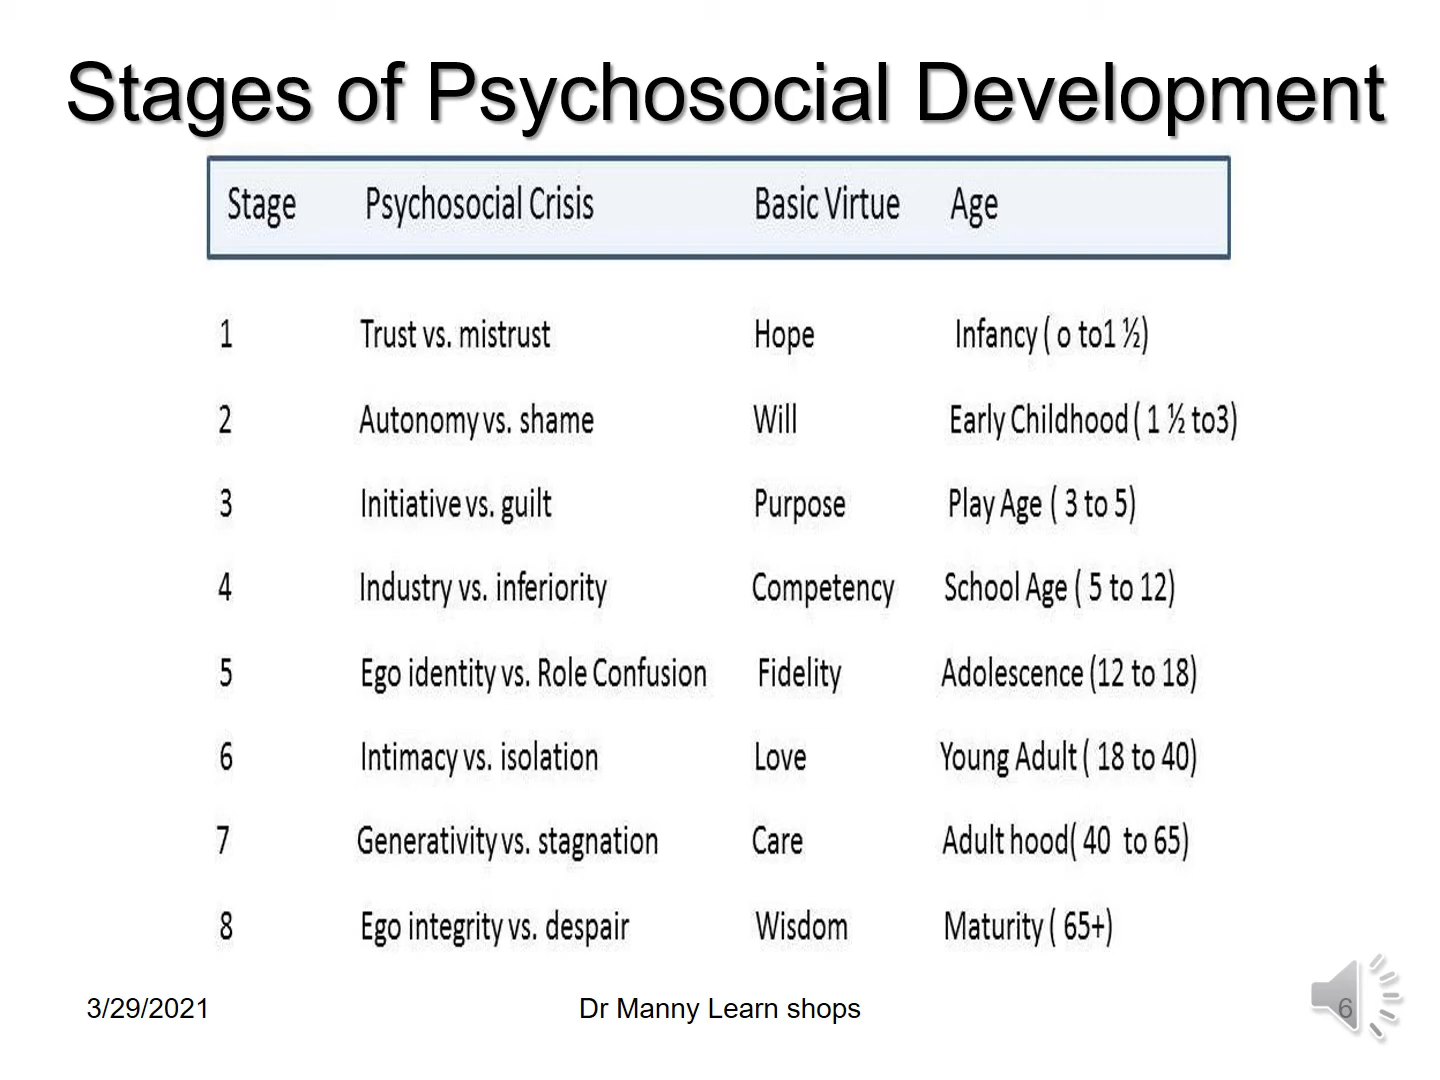 Stages of Psychosocial Development
Stage Psychosocial Crisis Basic Virtue Age
1 Trust vs. mistrust Hope Infancy ( o to1 ½)
2 Autonomy vs. shame Will Early Childhood ( 1 ½ to3)
3 Initiative vs. guilt Purpose Play Age ( 3 to 5)
4 Industry vs. inferiority Competency School Age ( 5 to 12)
5 Ego identity vs. Role Confusion Fidelity Adolescence (12 to 18)
6 Intimacy vs. isolation Love Young Adult ( 18 to 40)
7 Generativity vs. stagnation Care Adult hood( 40 to 65)
8 Ego integrity vs. despair Wisdom Maturity ( 65+)
3/29/2021 Dr Manny Learn shops 6